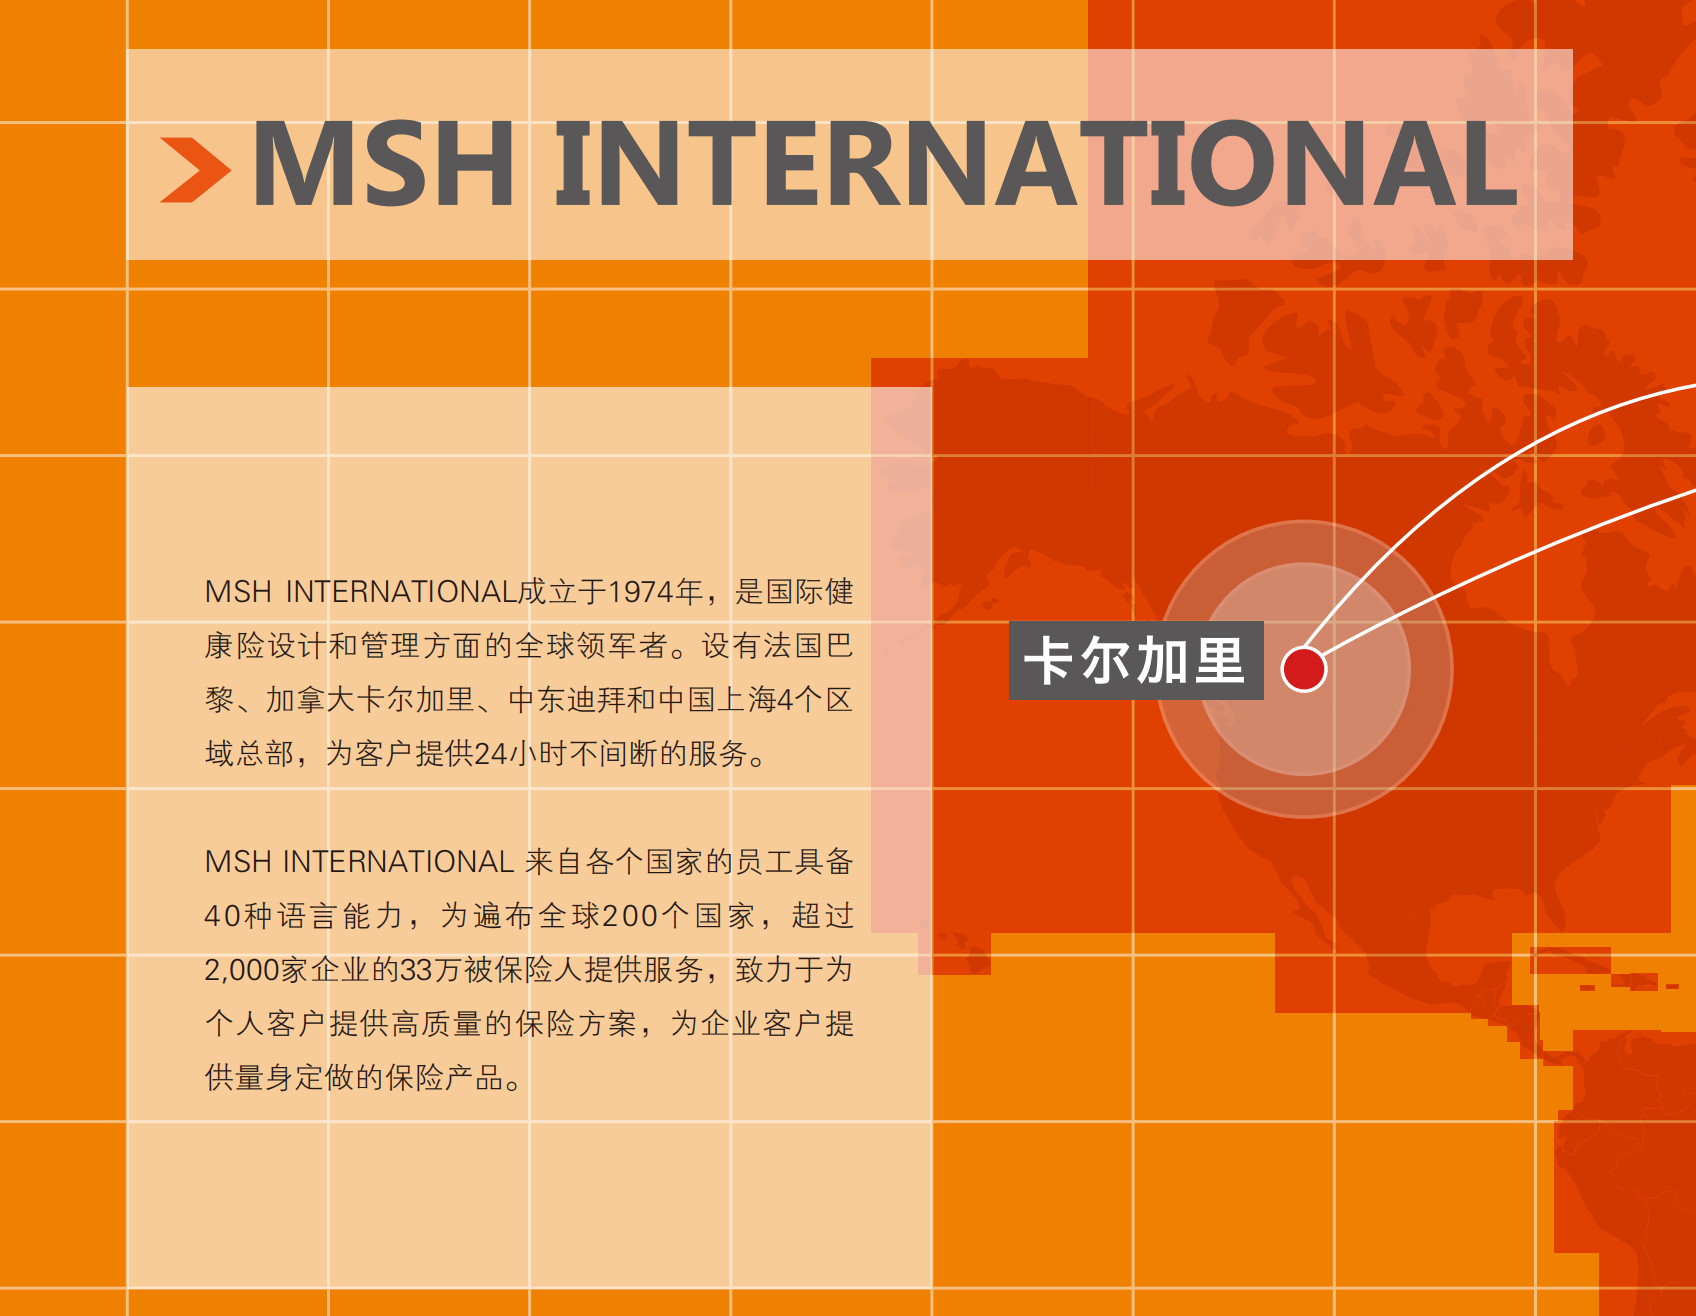 MSH INTERNATIONAL
MSH INTERNATIONAL成立于1974年，是国际健
康险设计和管理方面的全球领军者。设有法国巴
黎、加拿大卡尔加里、中东迪拜和中国上海4个区
域总部，为客户提供24小时不间断的服务。
MSH INTERNATIONAL 来自各个国家的员工具备
40种语言能力，为遍布全球200个国家，超过
2,000家企业的33万被保险人提供服务，致力于为
个人客户提供高质量的保险方案，为企业客户提
供量身定做的保险产品。
卡尔加里